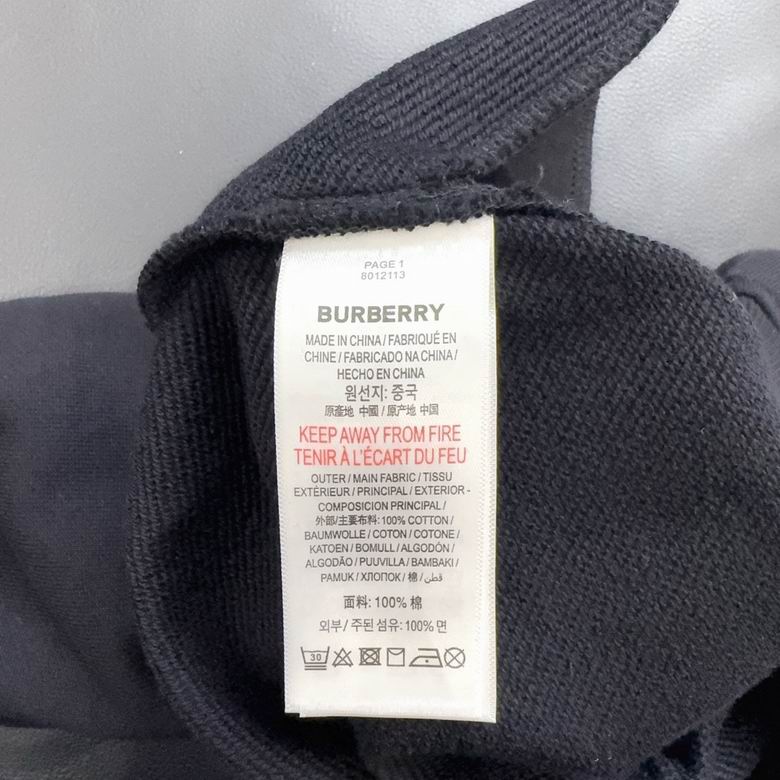 PAGE 1
8012113
BURBERRY
MADE IN CHINA / FABRIQUÉ EN
CHINE / FABRICADO NA CHINA /
HECHO EN CHINA
원선지: 중국
原產地 中國 / 原产地 中国
KEEP AWAY FROM FIRE
TENIR À L'ÉCART DU FEU
OUTER / MAIN FABRIC / TISSU
EXTÉRIEUR / PRINCIPAL / EXTERIOR -
COMPOSICION PRINCIPAL /
外部/主要布料: 100% COTTON /
BAUMWOLLE / COTON / COTONE /
KATOEN / BOMULL / ALGODÓN /
ALGODÃO / PUUVILLA / BAMBAKI /
PAMUK / ХЛОПОК / 棉 / قطن
面料: 100% 棉
외부 / 주된 섬유: 100% 면
30